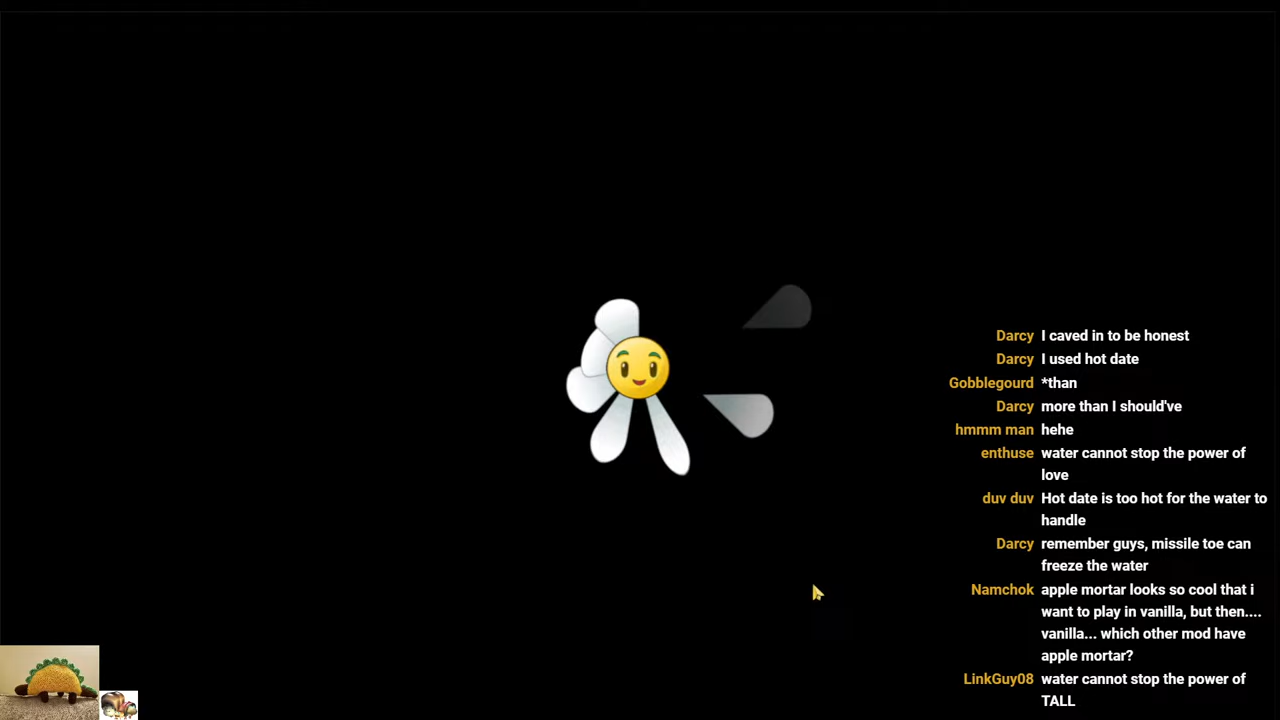 Darcy I caved in to be honest
Darcy I used hot date
Gobblegourd *than
Darcy more than I should've
hmmm man hehe
enthuse water cannot stop the power of
love
duv duv Hot date is too hot for the water to
handle
Darcy remember guys, missile toe can
freeze the water
Namchok apple mortar looks so cool that i
want to play in vanilla, but then....
vanilla... which other mod have
apple mortar?
LinkGuy08 water cannot stop the power of
TALL